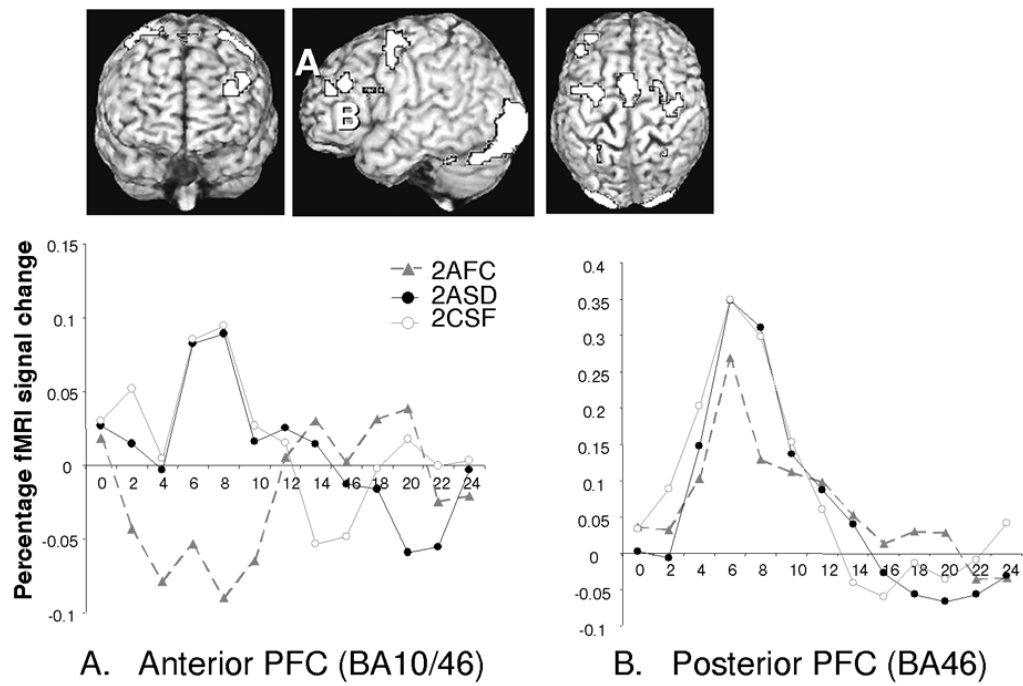 A
B
Percentage fMRI signal change
0.15
0.1
0.05
0
-0.05
-0.1
0 2 4 6 8 10 12 14 16 18 20 22 24
2AFC
2ASD
2CSF
0.4
0.35
0.3
0.25
0.2
0.15
0.1
0.05
0
-0.05
-0.1
0 2 4 6 8 10 12 14 16 18 20 22 24
A. Anterior PFC (BA10/46)
B. Posterior PFC (BA46)